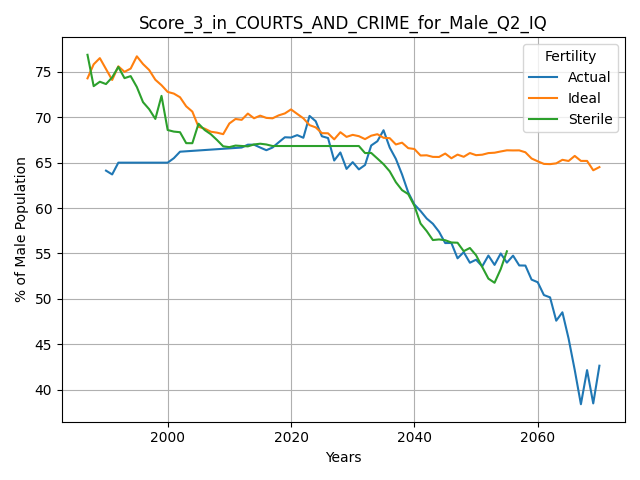 Score_3_in_COURTS_AND_CRIME_for_Male_Q2_IQ
Fertility
Actual
Ideal
Sterile
% of Male Population
75
70
65
60
55
50
45
40
2000
2020
2040
2060
Years